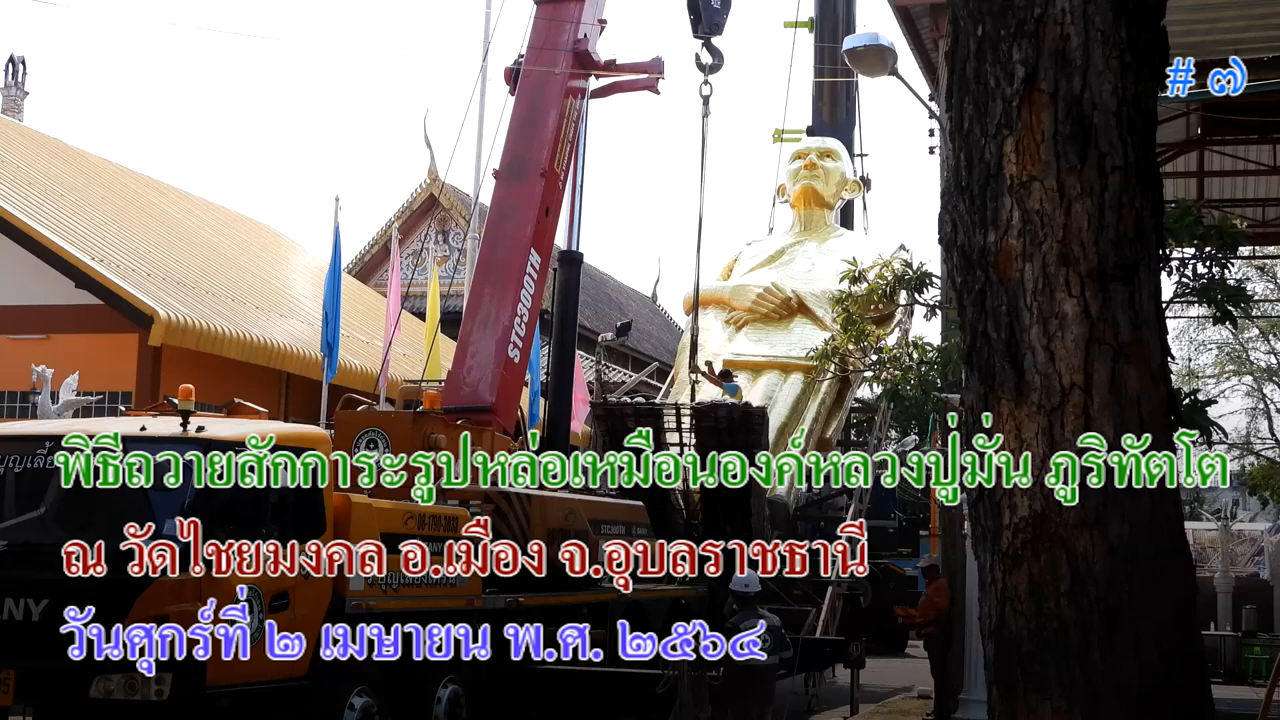 # ๗
STC300TH
พิธีถวายสักการะรูปหล่อเหมือนองค์หลวงปู่มั่น ภูริทัตโต
STC300TH
ณ วัดไชยมงคล อ.เมือง จ.อุบลราชธานี
วันศุกร์ที่ ๒ เมษายน พ.ศ. ๒๕๖๔